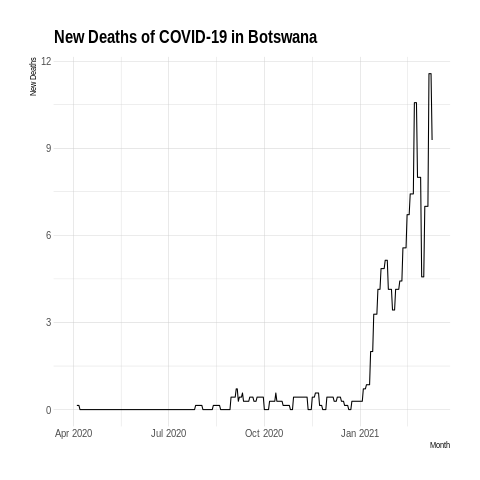 New Deaths of COVID-19 in Botswana
New Deaths
12
9
6
3
0
Apr 2020
Jul 2020
Oct 2020
Jan 2021
Month